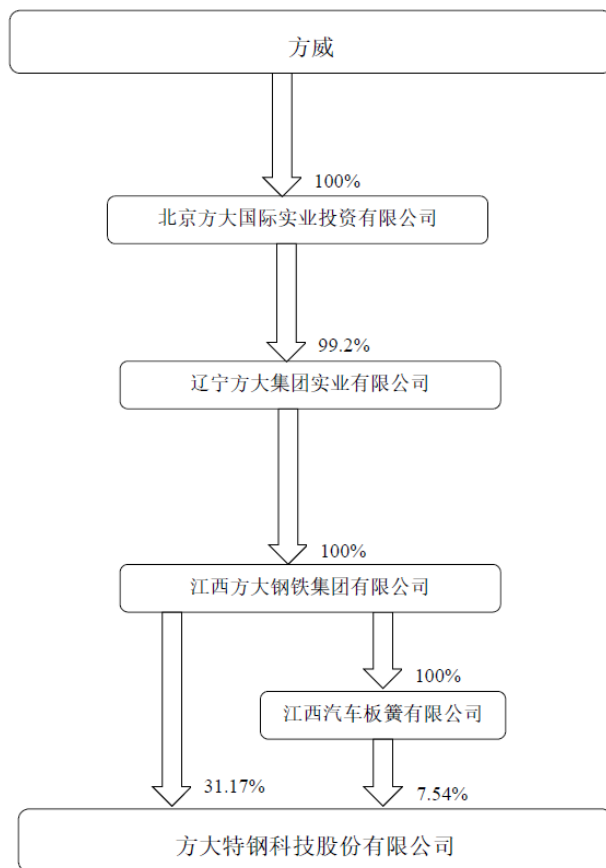 方威
100%
北京方大国际实业投资有限公司
99.2%
辽宁方大集团实业有限公司
100%
江西方大钢铁集团有限公司
100%
江西汽车板簧有限公司
31.17%
7.54%
方大特钢科技股份有限公司